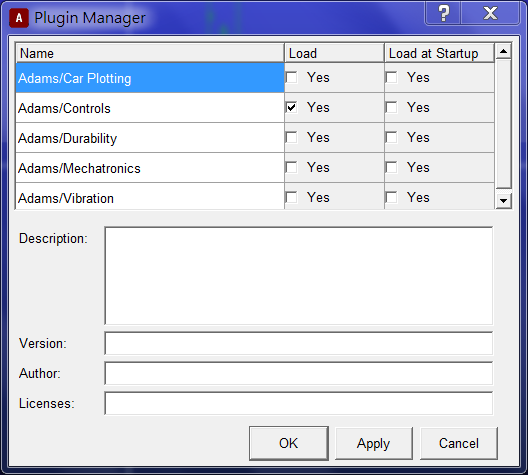 A Plugin Manager ? X
Name Load Load at Startup
Adams/Car Plotting Yes Yes
Adams/Controls Yes Yes
Adams/Durability Yes Yes
Adams/Mechatronics Yes Yes
Adams/Vibration Yes Yes
Description:
Version:
Author:
Licenses:
OK Apply Cancel